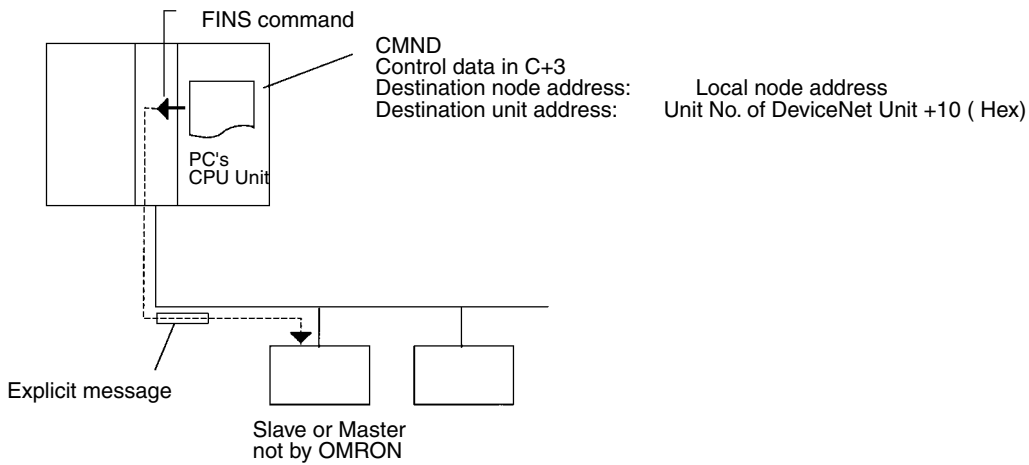 FINS command
CMND
Control data in C+3
Destination node address: Local node address
Destination unit address: Unit No. of DeviceNet Unit +10 ( Hex)
PC's
CPU Unit
Explicit message
Slave or Master
not by OMRON